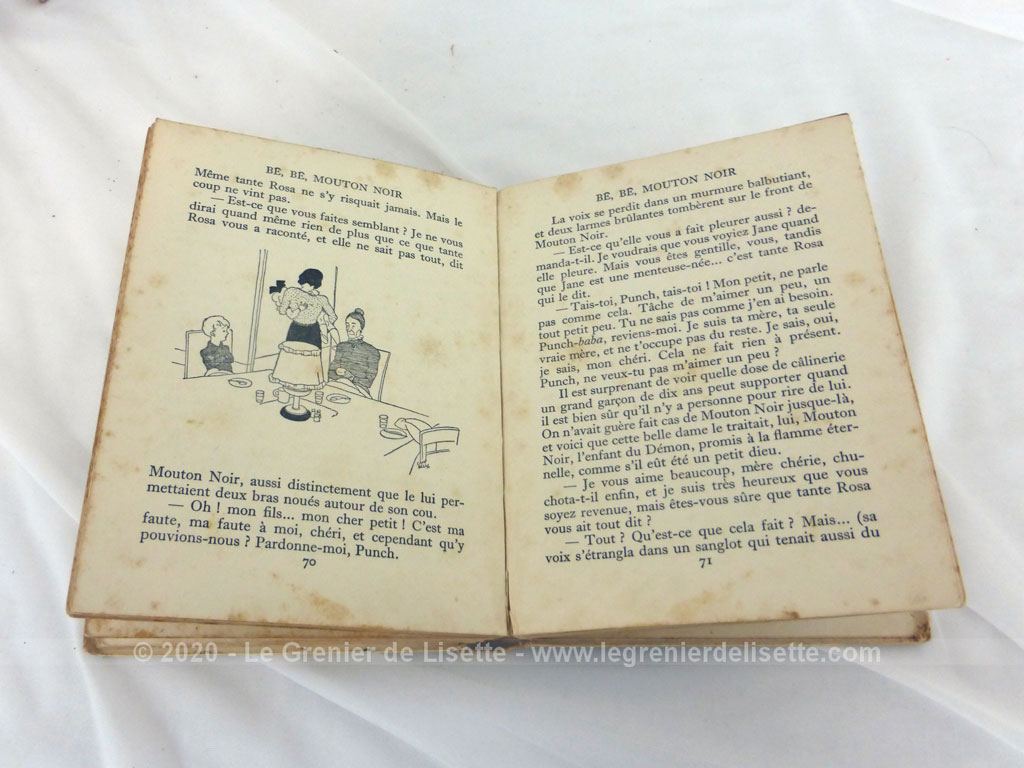 BÊ, BÊ, MOUTON NOIR
Même tante Rosa ne s'y risquait jamais. Mais le
coup ne vint pas.
— Est-ce que vous faites semblant ? Je ne vous
dirai quand même rien de plus que ce que tante
Rosa vous a raconté, et elle ne sait pas tout, dit
Mouton Noir, aussi distinctement que le lui per-
mettaient deux bras noués autour de son cou.
— Oh ! mon fils... mon cher petit ! C'est ma
faute, ma faute à moi, chéri, et cependant qu'y
pouvions-nous ? Pardonne-moi, Punch.
70
BÊ, BÊ, MOUTON NOIR
La voix se perdit dans un murmure balbutiant,
et deux larmes brûlantes tombèrent sur le front de
Mouton Noir.
— Est-ce qu'elle vous a fait pleurer aussi ? de-
manda-t-il. Je voudrais que vous voyiez Jane quand
elle pleure. Mais vous êtes gentille, vous, tandis
que Jane est une menteuse-née... c'est tante Rosa
qui le dit.
— Tais-toi, Punch, tais-toi ! Mon petit, ne parle
pas comme cela. Tâche de m'aimer un peu, un
tout petit peu. Tu ne sais pas comme j'en ai besoin.
Punch-baba, reviens-moi. Je suis ta mère, ta seule
vraie mère, et ne t'occupe pas du reste. Je sais, oui,
je sais, mon chéri. Cela ne fait rien à présent.
Punch, ne veux-tu pas m'aimer un peu ?
Il est surprenant de voir quelle dose de câlinerie
un grand garçon de dix ans peut supporter quand
il est bien sûr qu'il n'y a personne pour rire de lui.
On n'avait guère fait cas de Mouton Noir jusque-là,
et voici que cette belle dame le traitait, lui, Mouton
Noir, l'enfant du Démon, promis à la flamme éter-
nelle, comme s'il eût été un petit dieu.
— Je vous aime beaucoup, mère chérie, chu-
chota-t-il enfin, et je suis très heureux que vous
soyez revenue, mais êtes-vous sûre que tante Rosa
vous ait tout dit ?
— Tout ? Qu'est-ce que cela fait ? Mais... (sa
voix s'étrangla dans un sanglot qui tenait aussi du
71
© 2020 - Le Grenier de Lisette - www.legrenierdelisette.com